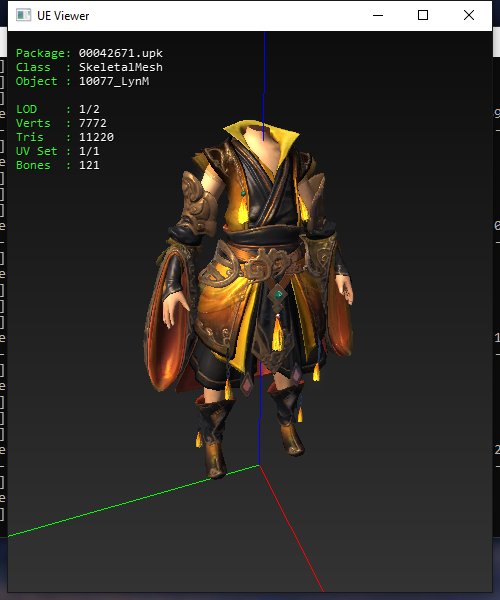 UE Viewer
Package: 00042671.upk
Class : SkeletalMesh
Object : 10077_LynM
LOD : 1/2
Verts : 7772
Tris : 11220
UV Set : 1/1
Bones : 121